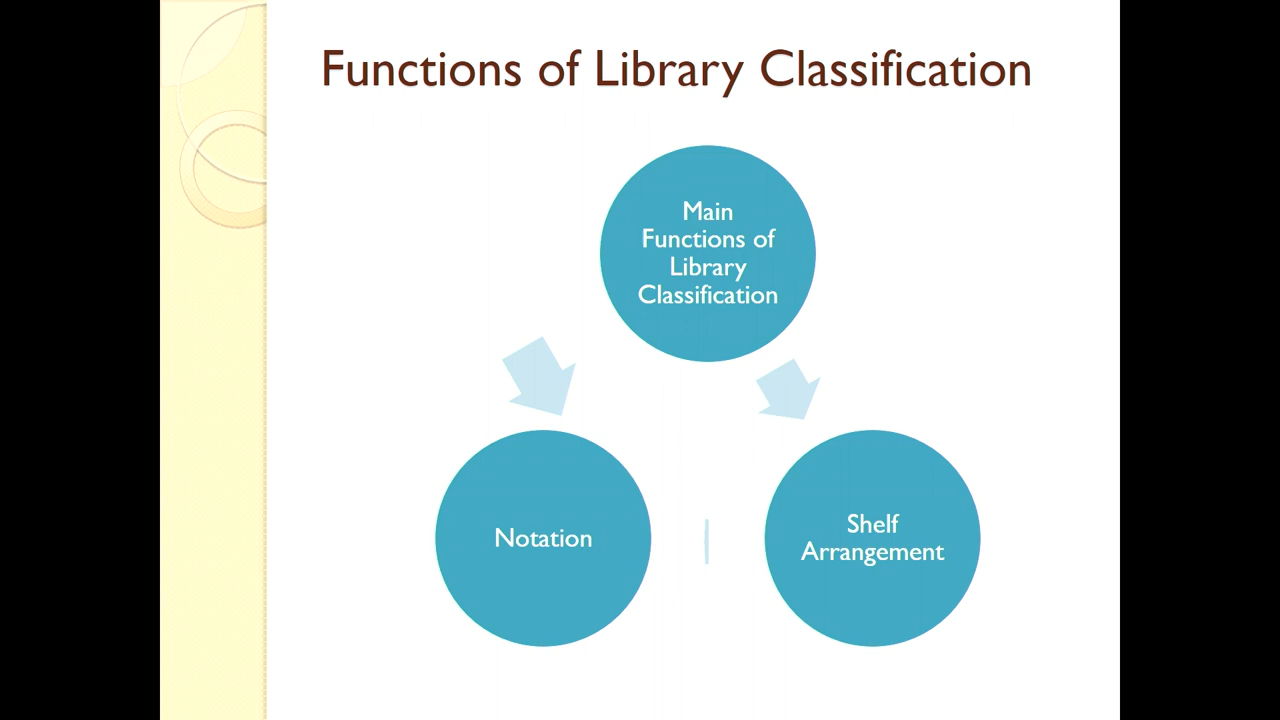 Functions of Library Classification
Main
Functions of
Library
Classification
Notation
Shelf
Arrangement